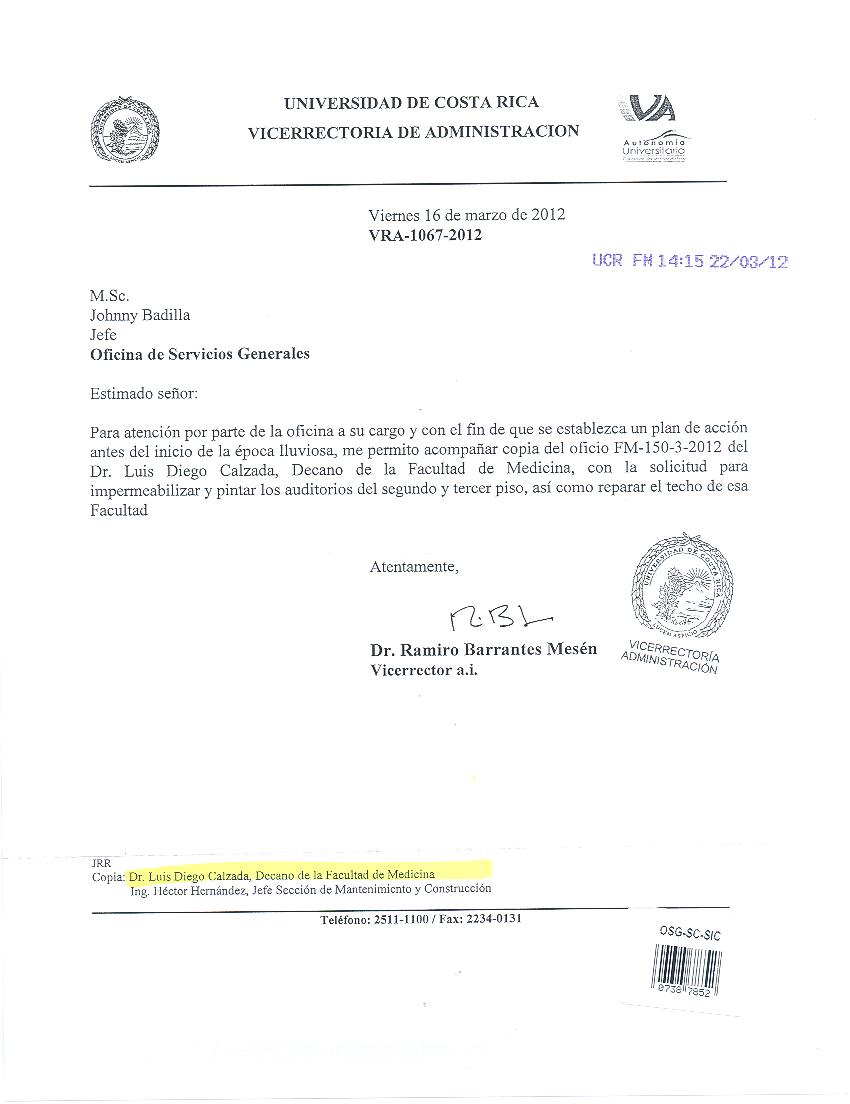 UNIVERSIDAD DE COSTA RICA
VICERRECTORIA DE ADMINISTRACION
VA
Autonomía
Universitaria
Viernes 16 de marzo de 2012
VRA-1067-2012
UCR FM 14:15 22/03/12
M.Sc.
Johnny Badilla
Jefe
Oficina de Servicios Generales
Estimado señor:
Para atención por parte de la oficina a su cargo y con el fin de que se establezca un plan de acción
antes del inicio de la época lluviosa, me permito acompañar copia del oficio FM-150-3-2012 del
Dr. Luis Diego Calzada, Decano de la Facultad de Medicina, con la solicitud para
impermeabilizar y pintar los auditorios del segundo y tercer piso, así como reparar el techo de esa
Facultad
Atentamente,
UNIVERSIDAD DE COSTA RICA
LUCEM ASPICIO
R.BL
Dr. Ramiro Barrantes Mesén
Vicerrector a.i.
VICERRECTORÍA
ADMINISTRACIÓN
JRR
Copia: Dr. Luis Diego Calzada, Decano de la Facultad de Medicina
Ing. Héctor Hernández, Jefe Sección de Mantenimiento y Construcción
Teléfono: 2511-1100 / Fax: 2234-0131
OSG-SC-SIC
8738 7852